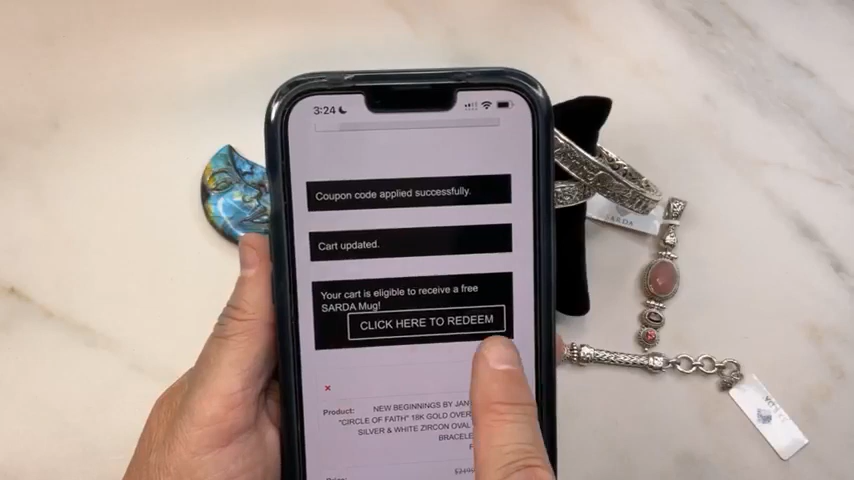 3:24
Coupon code applied successfully.
Cart updated.
Your cart is eligible to receive a free
SARDA Mug!
CLICK HERE TO REDEEM
Product:
NEW BEGINNINGS BY JAN
"CIRCLE OF FAITH" 18K GOLD OVER
SILVER & WHITE ZIRCON OVAL
BRACELE
SARDA